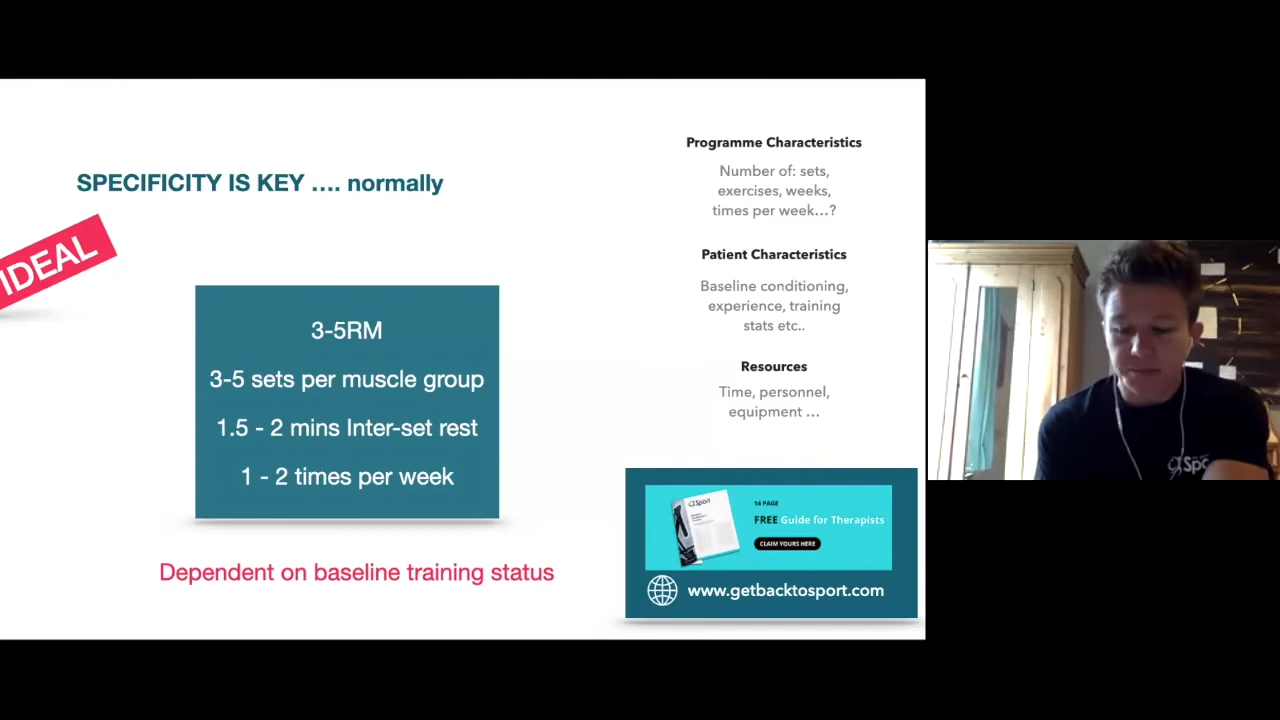 SPECIFICITY IS KEY …. normally
IDEAL
3-5RM
3-5 sets per muscle group
1.5 - 2 mins Inter-set rest
1 - 2 times per week
Dependent on baseline training status
Programme Characteristics
Number of: sets,
exercises, weeks,
times per week…?
Patient Characteristics
Baseline conditioning,
experience, training
stats etc..
Resources
Time, personnel,
equipment …
Sport
14 PAGE
FREE Guide for Therapists
CLAIM YOURS HERE
www.getbacktosport.com